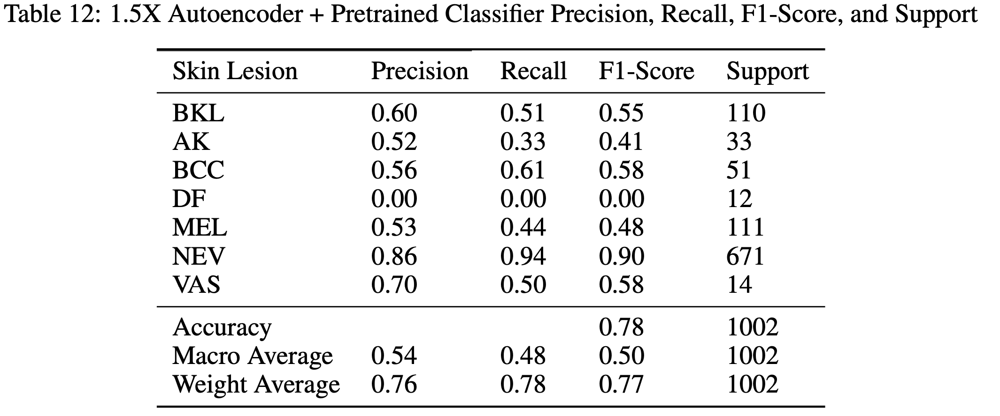 Table 12: 1.5X Autoencoder + Pretrained Classifier Precision, Recall, F1-Score, and Support
Skin Lesion Precision Recall F1-Score Support
BKL 0.60 0.51 0.55 110
AK 0.52 0.33 0.41 33
BCC 0.56 0.61 0.58 51
DF 0.00 0.00 0.00 12
MEL 0.53 0.44 0.48 111
NEV 0.86 0.94 0.90 671
VAS 0.70 0.50 0.58 14
Accuracy 0.78 1002
Macro Average 0.54 0.48 0.50 1002
Weight Average 0.76 0.78 0.77 1002